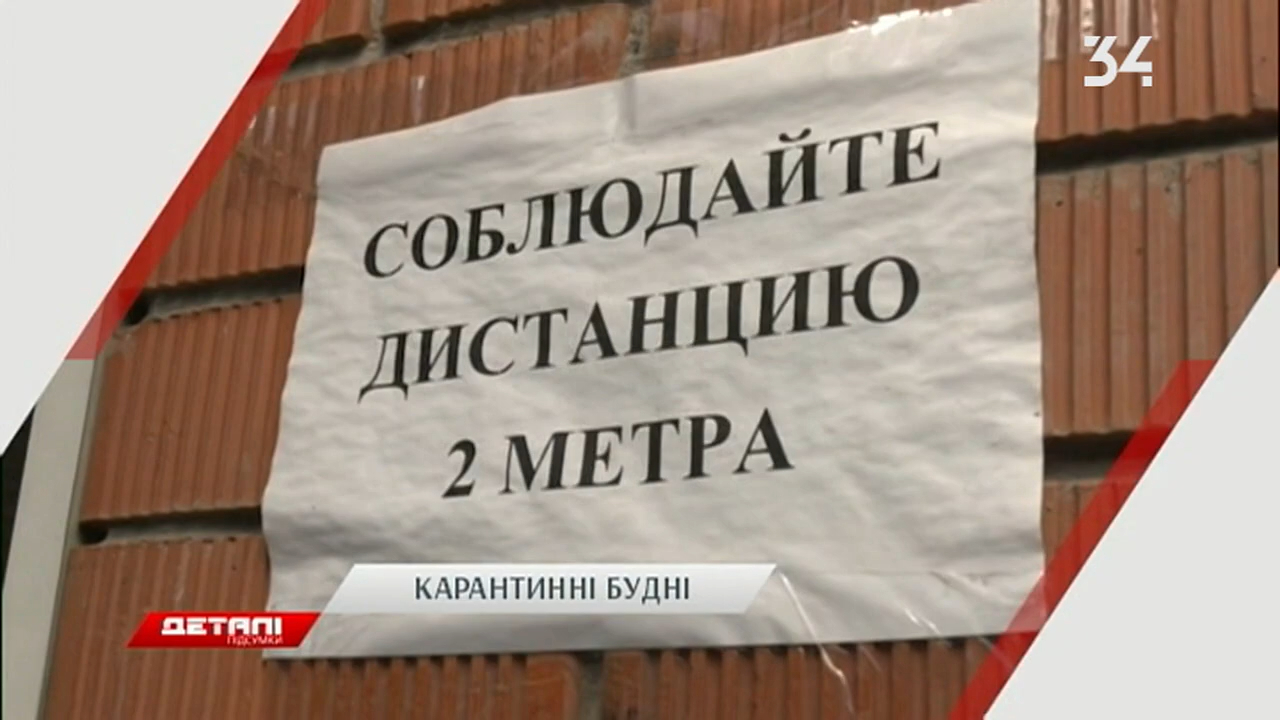 34
СОБЛЮДАЙТЕ
ДИСТАНЦИЮ
2 МЕТРА
КАРАНТИННІ БУДНІ
ДЕТАЛІ
ПІДСУМКИ